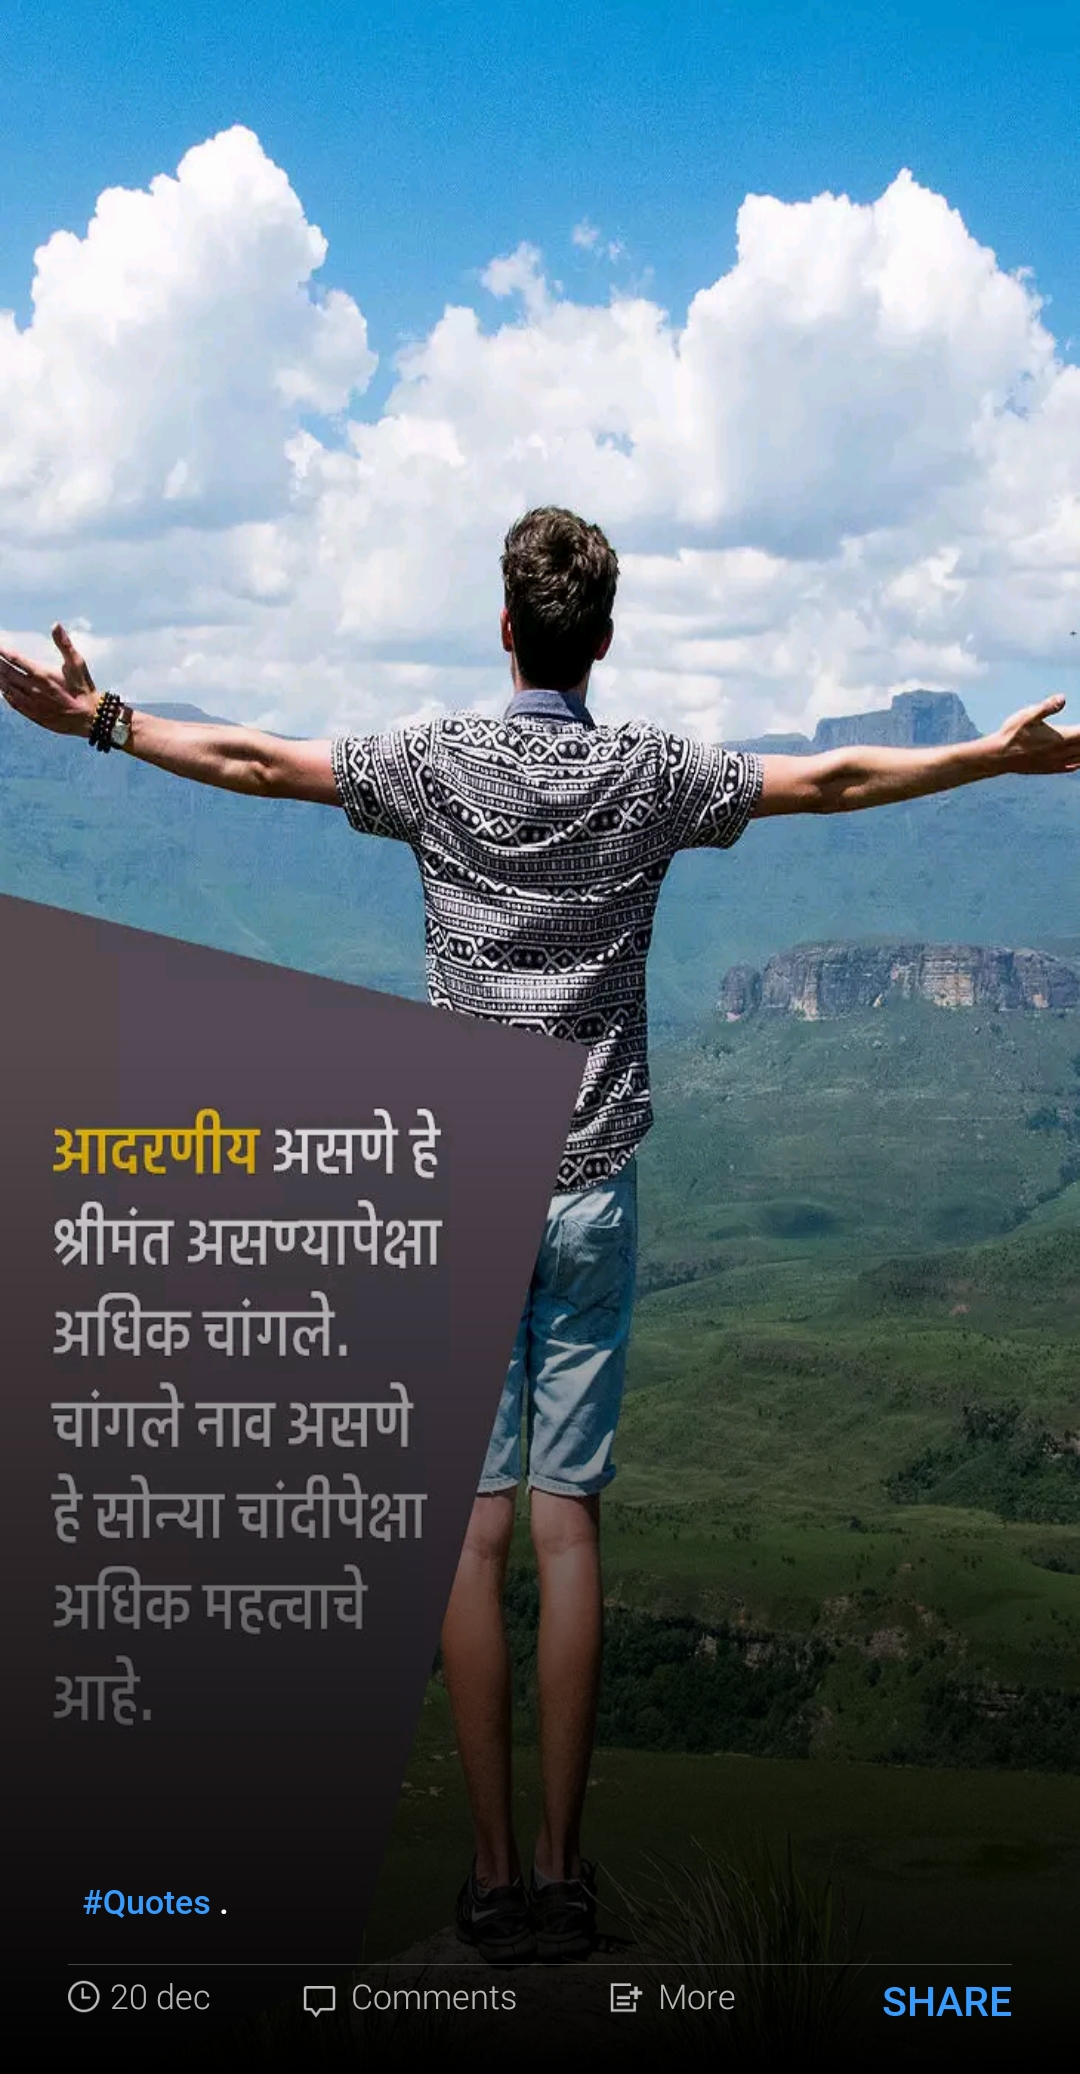 आदरणीय असणे हे
श्रीमंत असण्यापेक्षा
अधिक चांगले.
चांगले नाव असणे
हे सोन्या चांदीपेक्षा
अधिक महत्वाचे
आहे.
#Quotes .
20 dec
Comments
More
SHARE